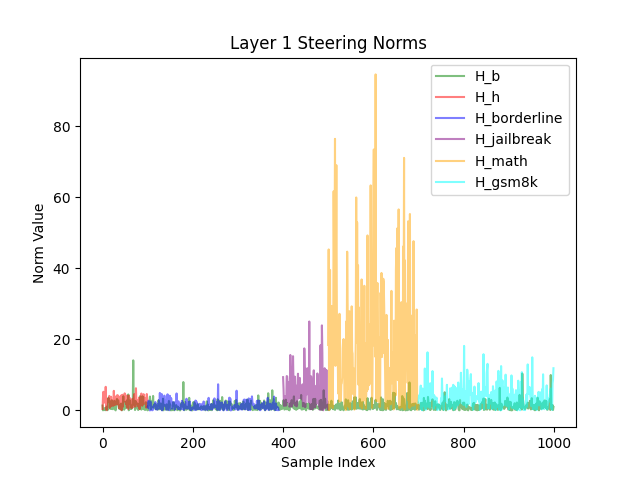 Layer 1 Steering Norms
H_b
H_h
H_borderline
H_jailbreak
H_math
H_gsm8k
Norm Value
80
60
40
20
0
0 200 400 600 800 1000
Sample Index